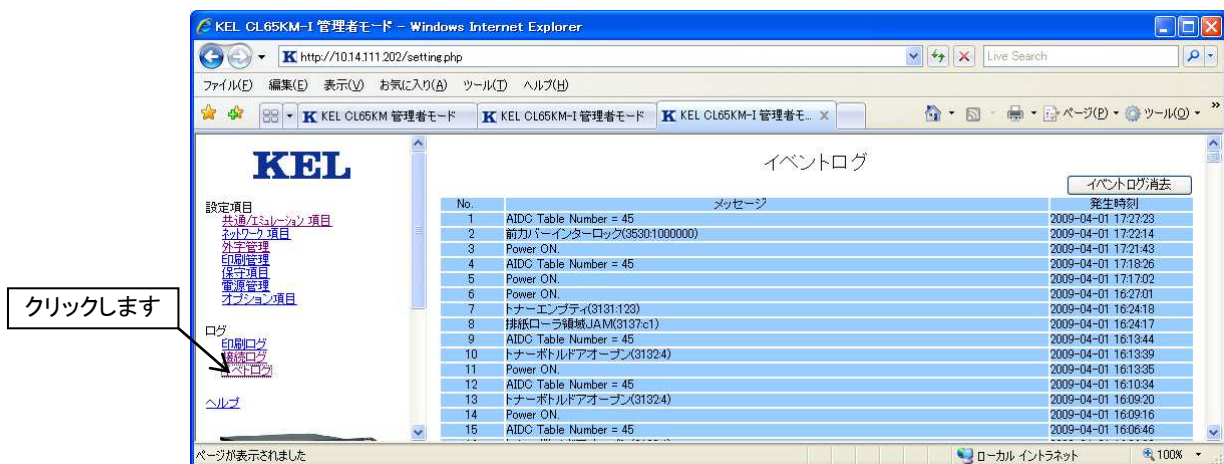 KEL CL65KM-I 管理者モード - Windows Internet Explorer
K http://10.14.111.202/setting.php
Live Search
ファイル(F) 編集(E) 表示(V) お気に入り(A) ツール(T) ヘルプ(H)
K KEL CL65KM 管理者モード K KEL CL65KM-I 管理者モード K KEL CL65KM-I 管理者モ... ページ(P) ツール(O)
KEL
設定項目
共通/エミュレーション 項目
ネットワーク 項目
外字管理
印刷管理
保守項目
電源管理
オプション項目
クリックします
ログ
印刷ログ
接続ログ
ヘルプ
イベントログ
イベントログ消去
No. メッセージ 発生時刻
1 AIDC Table Number = 45 2009-04-01 17:27:23
2 前カバーインターロック(3530:1000000) 2009-04-01 17:22:14
3 Power ON. 2009-04-01 17:21:43
4 AIDC Table Number = 45 2009-04-01 17:18:26
5 Power ON. 2009-04-01 17:17:02
6 Power ON. 2009-04-01 16:27:01
7 トナーエンプティ(3131:123) 2009-04-01 16:24:18
8 排紙ローラ領域JAM(3137:c1) 2009-04-01 16:24:17
9 AIDC Table Number = 45 2009-04-01 16:13:44
10 トナーボトルドアオープン(3132:4) 2009-04-01 16:13:39
11 Power ON. 2009-04-01 16:13:35
12 AIDC Table Number = 45 2009-04-01 16:10:34
13 トナーボトルドアオープン(3132:4) 2009-04-01 16:09:20
14 Power ON. 2009-04-01 16:09:16
15 AIDC Table Number = 45 2009-04-01 16:06:46
ページが表示されました
ローカル イントラネット
100%